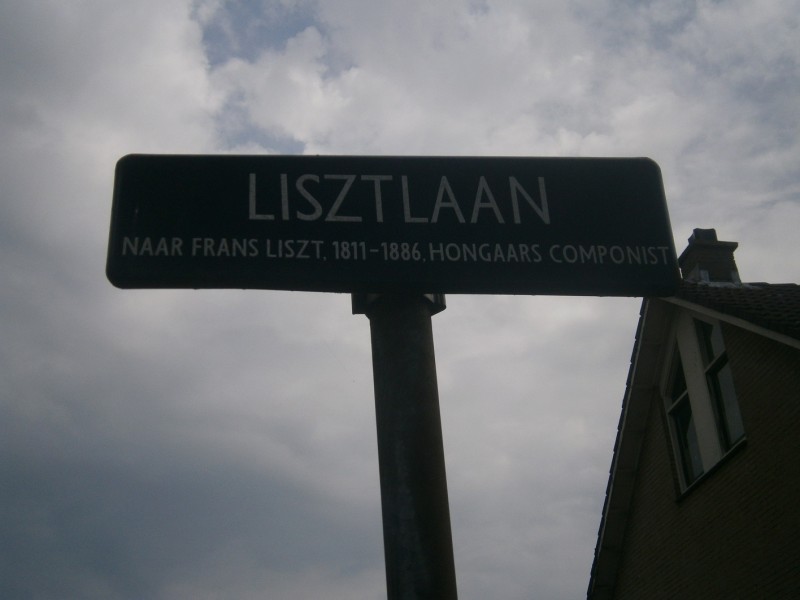 LISZTLAAN
NAAR FRANS LISZT, 1811-1886, HONGAARS COMPONIST